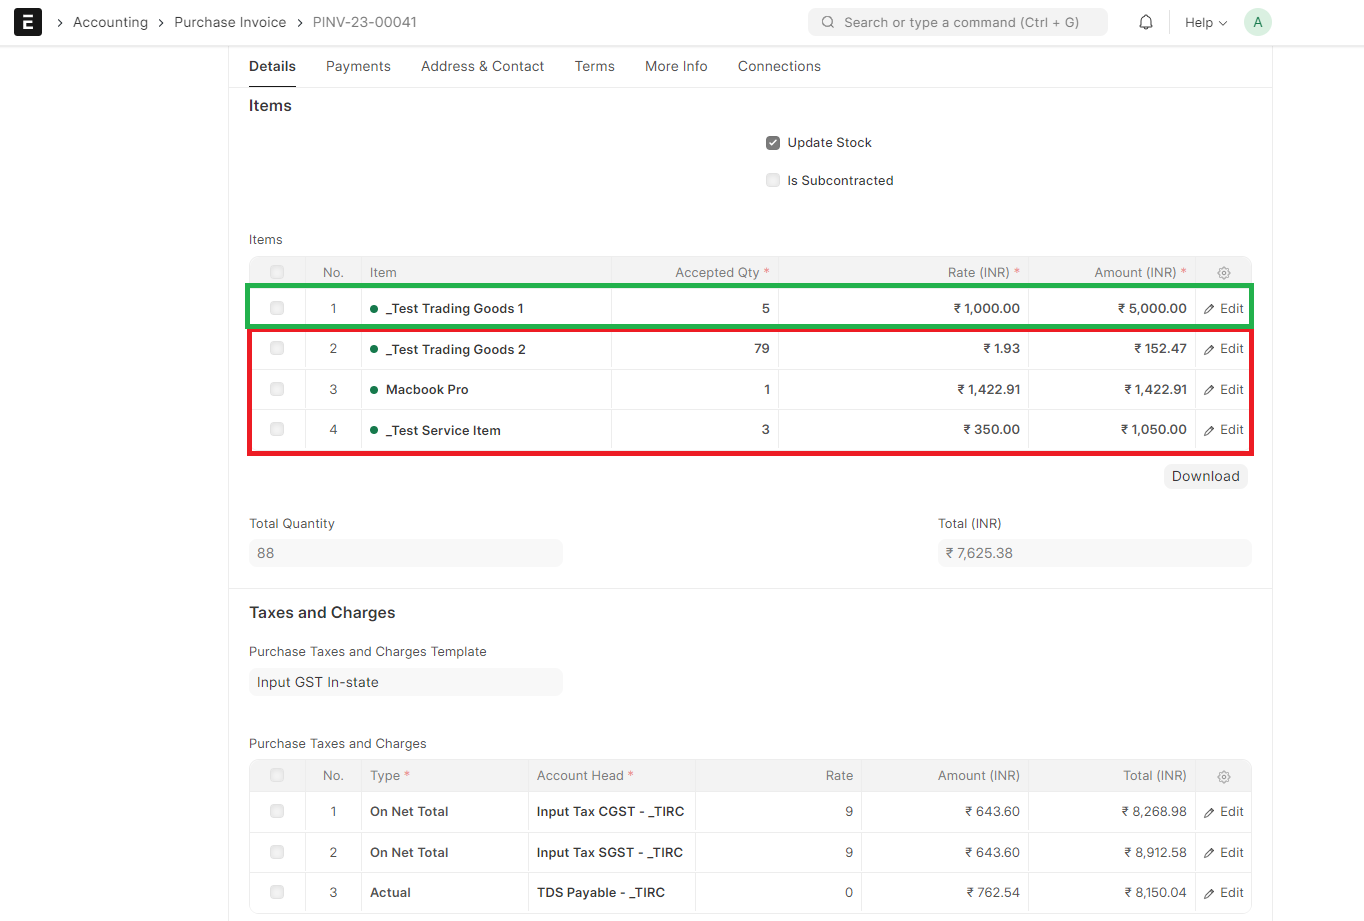 E > Accounting > Purchase Invoice > PINV-23-00041 Search or type a command (Ctrl + G) Help A
Details Payments Address & Contact Terms More Info Connections
Items
Update Stock
Is Subcontracted
Items
No. Item Accepted Qty * Rate (INR) * Amount (INR) *
1 _Test Trading Goods 1 5 ₹ 1,000.00 ₹ 5,000.00 Edit
2 _Test Trading Goods 2 79 ₹ 1.93 ₹ 152.47 Edit
3 Macbook Pro 1 ₹ 1,422.91 ₹ 1,422.91 Edit
4 _Test Service Item 3 ₹ 350.00 ₹ 1,050.00 Edit
Download
Total Quantity Total (INR)
88 ₹ 7,625.38
Taxes and Charges
Purchase Taxes and Charges Template
Input GST In-state
Purchase Taxes and Charges
No. Type * Account Head * Rate Amount (INR) Total (INR)
1 On Net Total Input Tax CGST - _TIRC 9 ₹ 643.60 ₹ 8,268.98 Edit
2 On Net Total Input Tax SGST - _TIRC 9 ₹ 643.60 ₹ 8,912.58 Edit
3 Actual TDS Payable - _TIRC 0 ₹ 762.54 ₹ 8,150.04 Edit